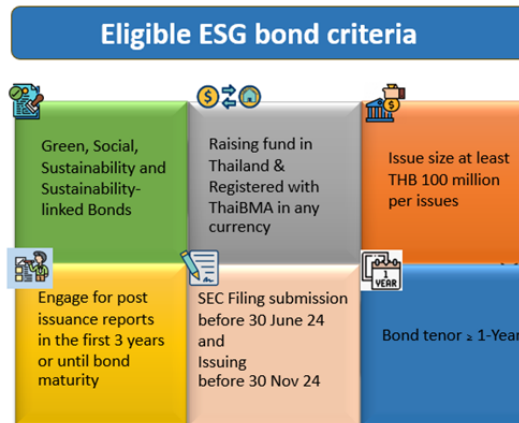 Eligible ESG bond criteria
Green, Social,
Sustainability and
Sustainability-
linked Bonds
Raising fund in
Thailand &
Registered with
ThaiBMA in any
currency
Issue size at least
THB 100 million
per issues
Engage for post
issuance reports
in the first 3 years
or until bond
maturity
SEC Filing submission
before 30 June 24
and
Issuing
before 30 Nov 24
1
YEAR
Bond tenor ≥ 1-Year